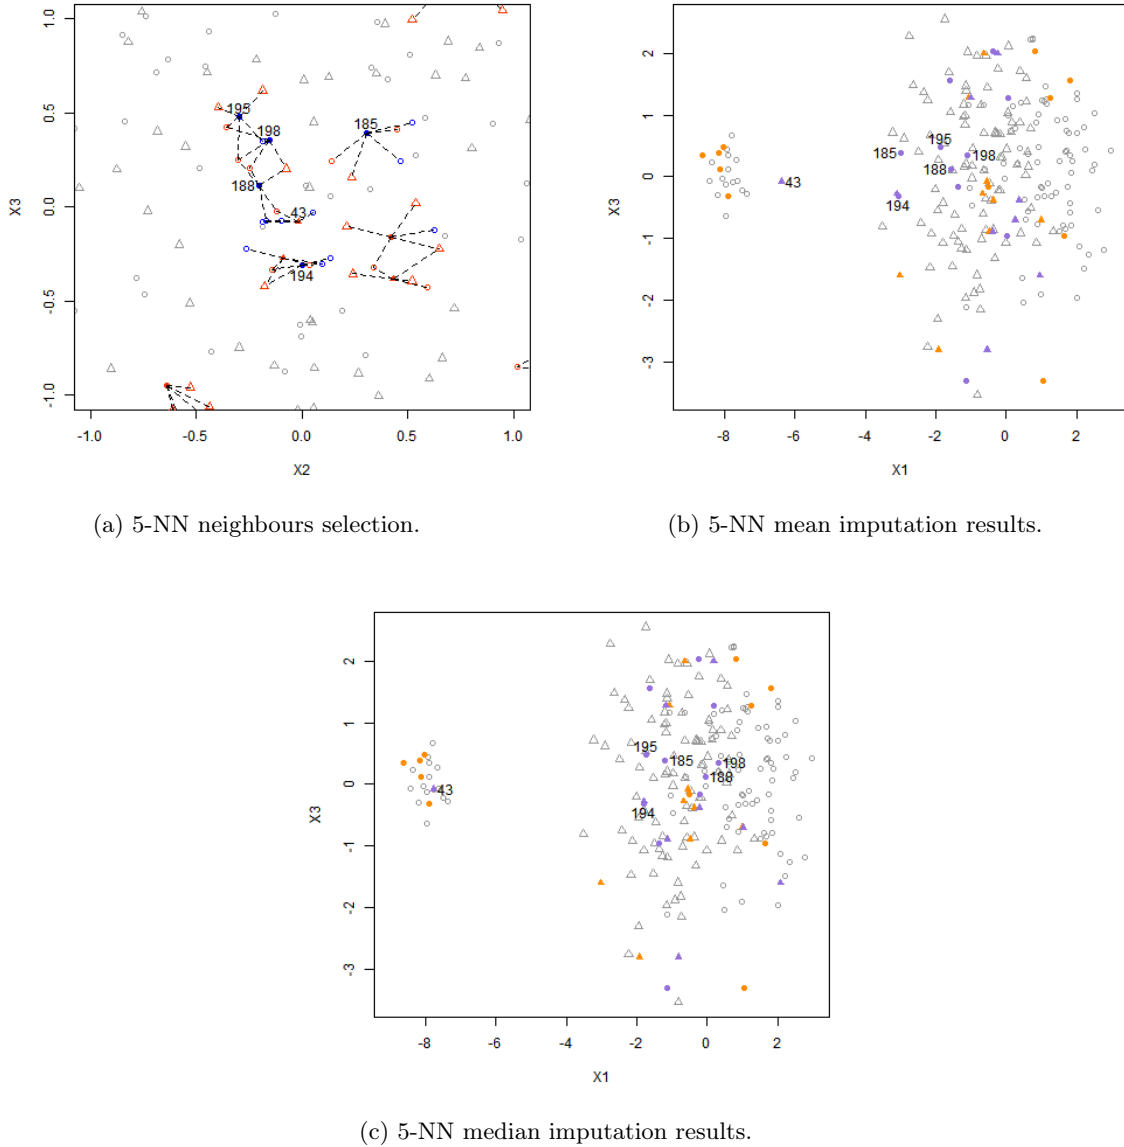 1.0
0.5
0.0
-0.5
-1.0
X3
195
198
185
188
43
194
-1.0 -0.5 0.0 0.5 1.0
X2
(a) 5-NN neighbours selection.
2
1
0
-1
-2
-3
X3
195
185
198
188
43
194
-8 -6 -4 -2 0 2
X1
(b) 5-NN mean imputation results.
2
1
0
-1
-2
-3
X3
195
185
198
188
43
194
-8 -6 -4 -2 0 2
X1
(c) 5-NN median imputation results.